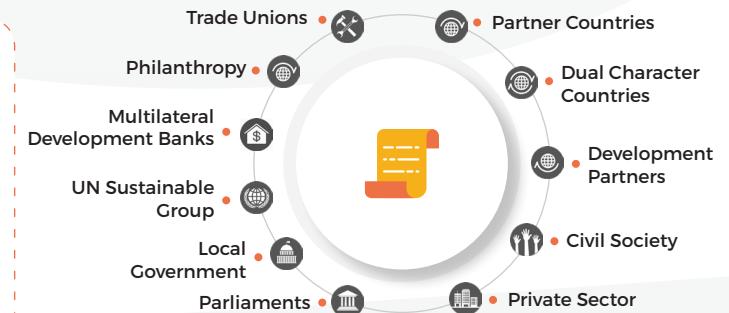 Trade Unions
Philanthropy
Multilateral
Development Banks
UN Sustainable
Group
Local
Government
Parliaments
Partner Countries
Dual Character
Countries
Development
Partners
Civil Society
Private Sector
$